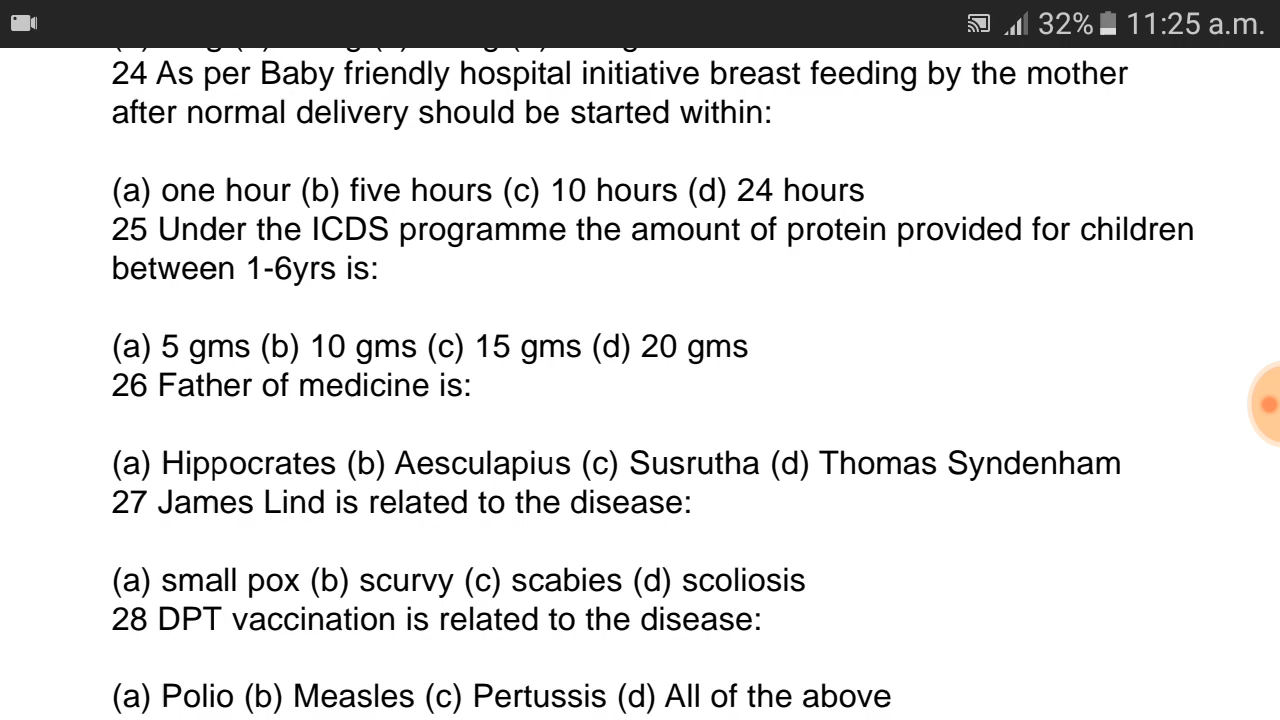 32% 11:25 a.m.
24 As per Baby friendly hospital initiative breast feeding by the mother
after normal delivery should be started within:
(a) one hour (b) five hours (c) 10 hours (d) 24 hours
25 Under the ICDS programme the amount of protein provided for children
between 1-6yrs is:
(a) 5 gms (b) 10 gms (c) 15 gms (d) 20 gms
26 Father of medicine is:
(a) Hippocrates (b) Aesculapius (c) Susrutha (d) Thomas Syndenham
27 James Lind is related to the disease:
(a) small pox (b) scurvy (c) scabies (d) scoliosis
28 DPT vaccination is related to the disease:
(a) Polio (b) Measles (c) Pertussis (d) All of the above